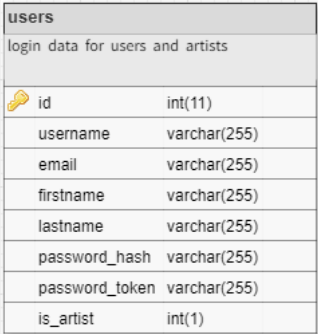 users
login data for users and artists
id int(11)
username varchar(255)
email varchar(255)
firstname varchar(255)
lastname varchar(255)
password_hash varchar(255)
password_token varchar(255)
is_artist int(1)